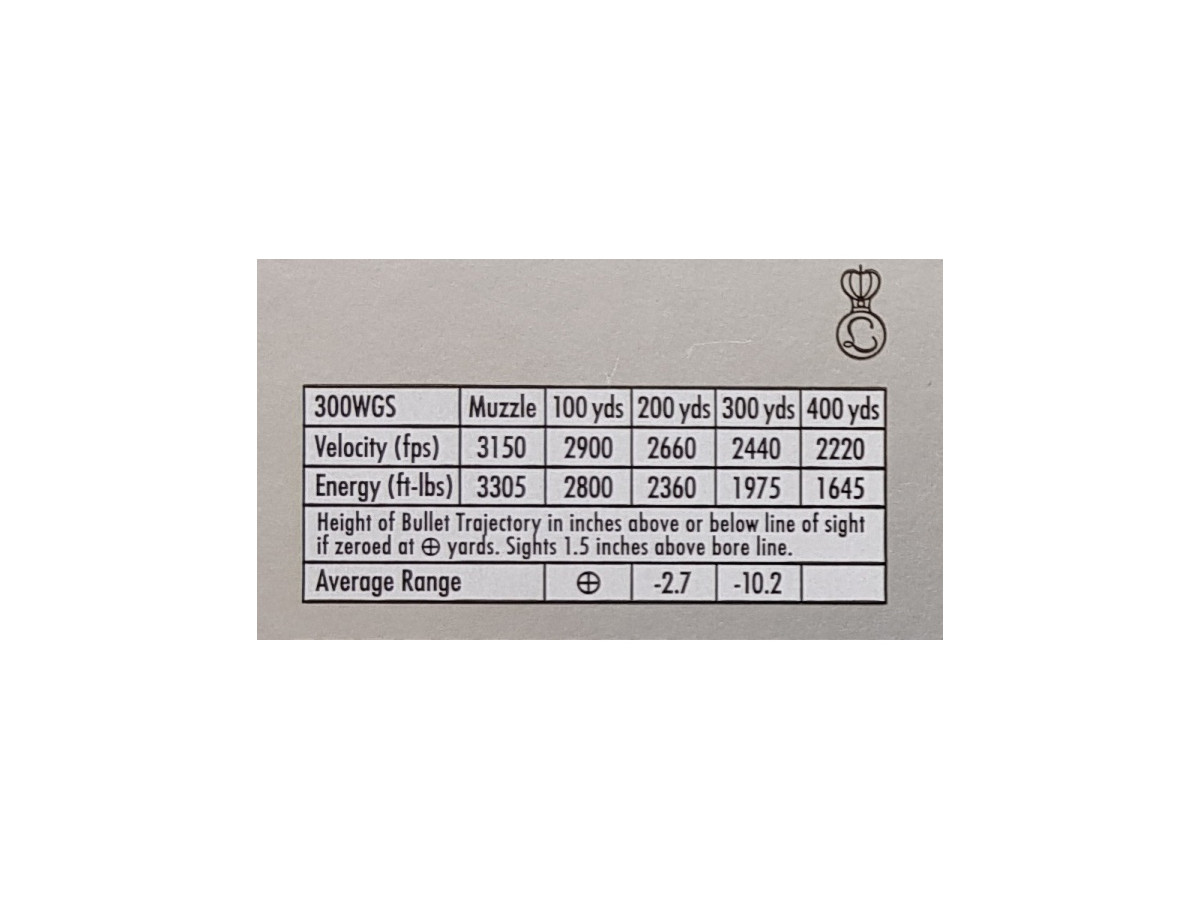 L
300WGS Muzzle 100 yds 200 yds 300 yds 400 yds
Velocity (fps) 3150 2900 2660 2440 2220
Energy (ft-lbs) 3305 2800 2360 1975 1645
Height of Bullet Trajectory in inches above or below line of sight
if zeroed at ⊕ yards. Sights 1.5 inches above bore line.
Average Range ⊕ -2.7 -10.2